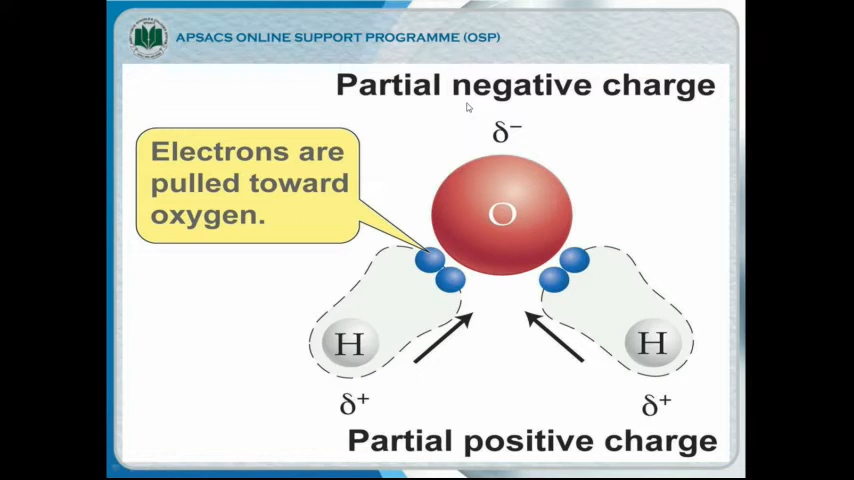 APSACS ONLINE SUPPORT PROGRAMME (OSP)
Partial negative charge
δ−
Electrons are
pulled toward
oxygen.
O
H
H
δ+
δ+
Partial positive charge